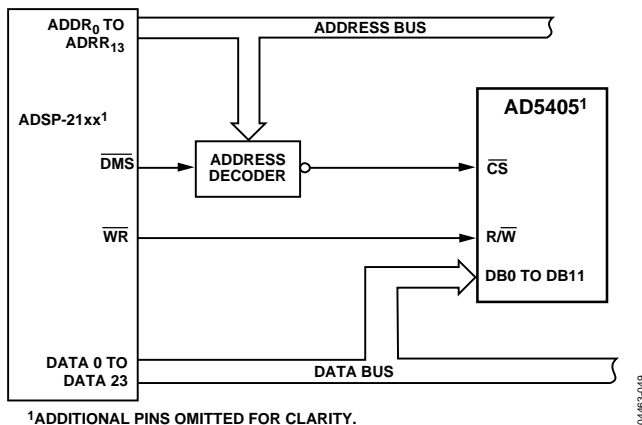 ADDR0 TO
ADRR13
ADDRESS BUS
ADSP-21xx1
AD54051
DMS
ADDRESS
DECODER
CS
WR
R/W
DB0 TO DB11
DATA 0 TO
DATA 23
DATA BUS
1ADDITIONAL PINS OMITTED FOR CLARITY.
04463-049